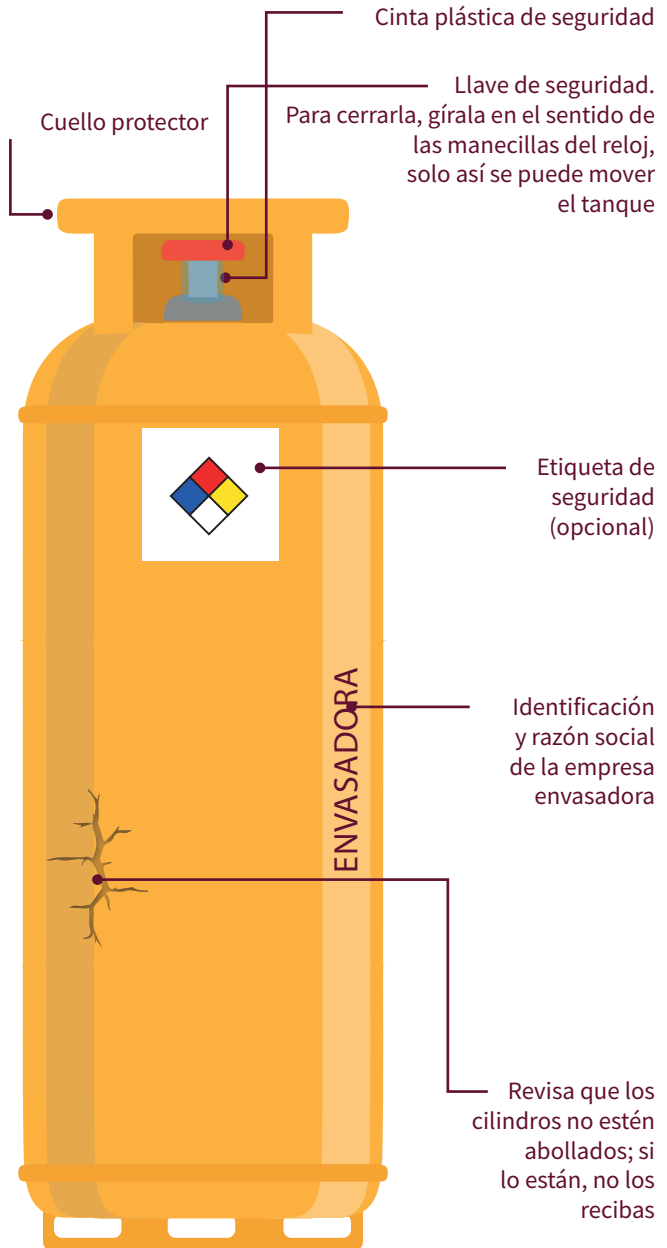 Cinta plástica de seguridad
Llave de seguridad.
Para cerrarla, gírala en el sentido de
las manecillas del reloj,
solo así se puede mover
el tanque
Cuello protector
Etiqueta de
seguridad
(opcional)
Identificación
y razón social
de la empresa
envasadora
ENVASADORA
Revisa que los
cilindros no estén
abollados; si
lo están, no los
recibas